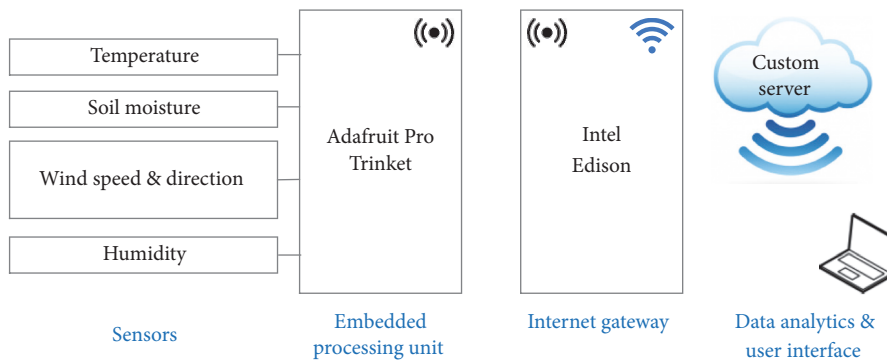 Temperature
Soil moisture
Wind speed & direction
Humidity
Sensors
Adafruit Pro
Trinket
Embedded
processing unit
Intel
Edison
Internet gateway
Custom
server
Data analytics &
user interface